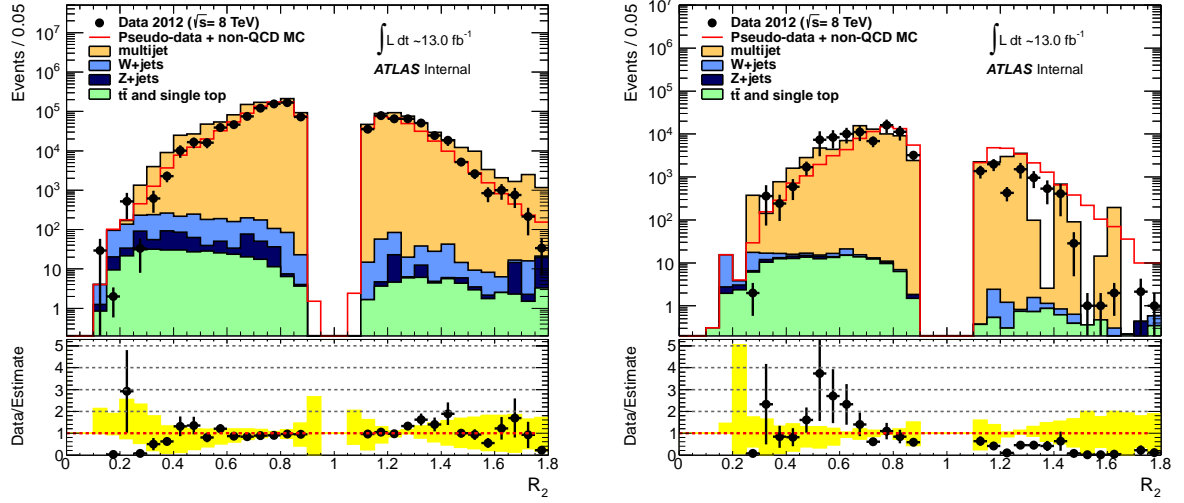 Events / 0.05
10⁷
10⁶
10⁵
10⁴
10³
10²
10
1
Data 2012 (√s= 8 TeV)
Pseudo-data + non-QCD MC
multijet
W+jets
Z+jets
tt̄ and single top
∫ L dt ~13.0 fb⁻¹
ATLAS Internal
Data/Estimate
5
4
3
2
1
0
0 0.2 0.4 0.6 0.8 1 1.2 1.4 1.6 1.8
R₂
Events / 0.05
10⁷
10⁶
10⁵
10⁴
10³
10²
10
1
Data 2012 (√s= 8 TeV)
Pseudo-data + non-QCD MC
multijet
W+jets
Z+jets
tt̄ and single top
∫ L dt ~13.0 fb⁻¹
ATLAS Internal
Data/Estimate
5
4
3
2
1
0
0 0.2 0.4 0.6 0.8 1 1.2 1.4 1.6 1.8
R₂